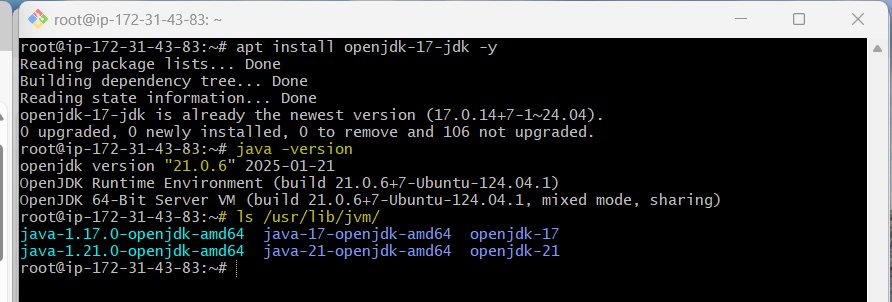 root@ip-172-31-43-83: ~
root@ip-172-31-43-83:~# apt install openjdk-17-jdk -y
Reading package lists... Done
Building dependency tree... Done
Reading state information... Done
openjdk-17-jdk is already the newest version (17.0.14+7-1~24.04).
0 upgraded, 0 newly installed, 0 to remove and 106 not upgraded.
root@ip-172-31-43-83:~# java -version
openjdk version "21.0.6" 2025-01-21
OpenJDK Runtime Environment (build 21.0.6+7-Ubuntu-124.04.1)
OpenJDK 64-Bit Server VM (build 21.0.6+7-Ubuntu-124.04.1, mixed mode, sharing)
root@ip-172-31-43-83:~# ls /usr/lib/jvm/
java-1.17.0-openjdk-amd64  java-17-openjdk-amd64  openjdk-17
java-1.21.0-openjdk-amd64  java-21-openjdk-amd64  openjdk-21
root@ip-172-31-43-83:~#